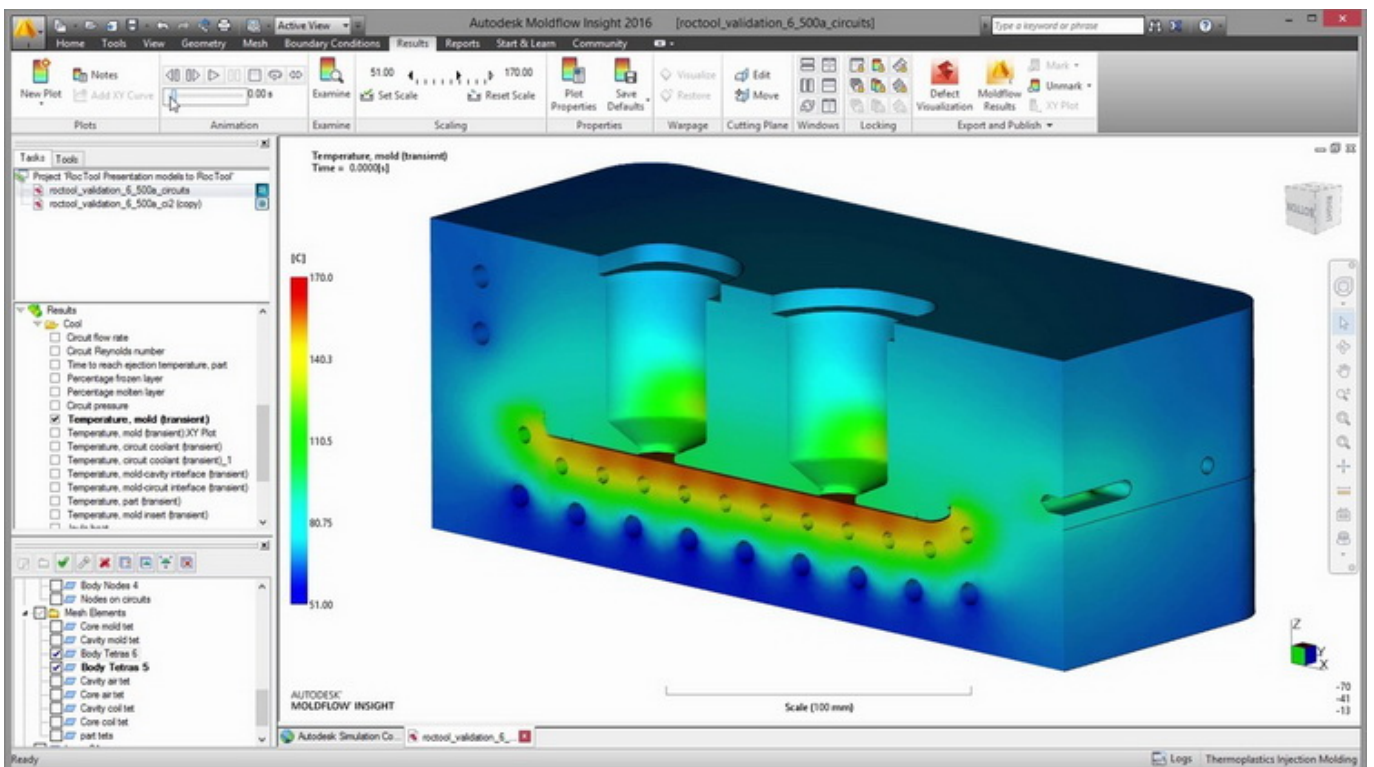 Active View
Autodesk Moldflow Insight 2016 [roctool_validation_6_500a_circuits]
Type a keyword or phrase
Home Tools View Geometry Mesh Boundary Conditions Results Reports Start & Learn Community
New Plot
Notes
Add XY Curve
0.00 s
Examine
51.00 170.00
Set Scale Reset Scale
Plot Properties
Save Defaults
Visualize
Restore
Edit
Move
Defect Visualization
Moldflow Results
Mark
Unmark
XY Plot
Plots Animation Examine Scaling Properties Warpage Cutting Plane Windows Locking Export and Publish
Tasks Tools
Project 'RocTool Presentation models to RocTool'
roctool_validation_6_500a_circuits
roctool_validation_6_500a_ci2 (copy)
Results
Cool
Circuit flow rate
Circuit Reynolds number
Time to reach ejection temperature, part
Percentage frozen layer
Percentage molten layer
Circuit pressure
Temperature, mold (transient)
Temperature, mold (transient):XY Plot
Temperature, circuit coolant (transient)
Temperature, circuit coolant (transient)_1
Temperature, mold-cavity interface (transient)
Temperature, mold-circuit interface (transient)
Temperature, part (transient)
Temperature, mold insert (transient)
Body Nodes 4
Nodes on circuits
Mesh Elements
Core mold tet
Cavity mold tet
Body Tetras 6
Body Tetras 5
Cavity air tet
Core air tet
Cavity coil tet
Core coil tet
part tets
Temperature, mold (transient)
Time = 0.0000[s]
[C]
170.0
140.3
110.5
80.75
51.00
BOTTOM
AUTODESK'
MOLDFLOW' INSIGHT
Scale (100 mm)
Z
Y
X
-70
-41
-13
Autodesk Simulation Co...
roctool_validation_6_...
Ready
Logs Thermoplastics Injection Molding